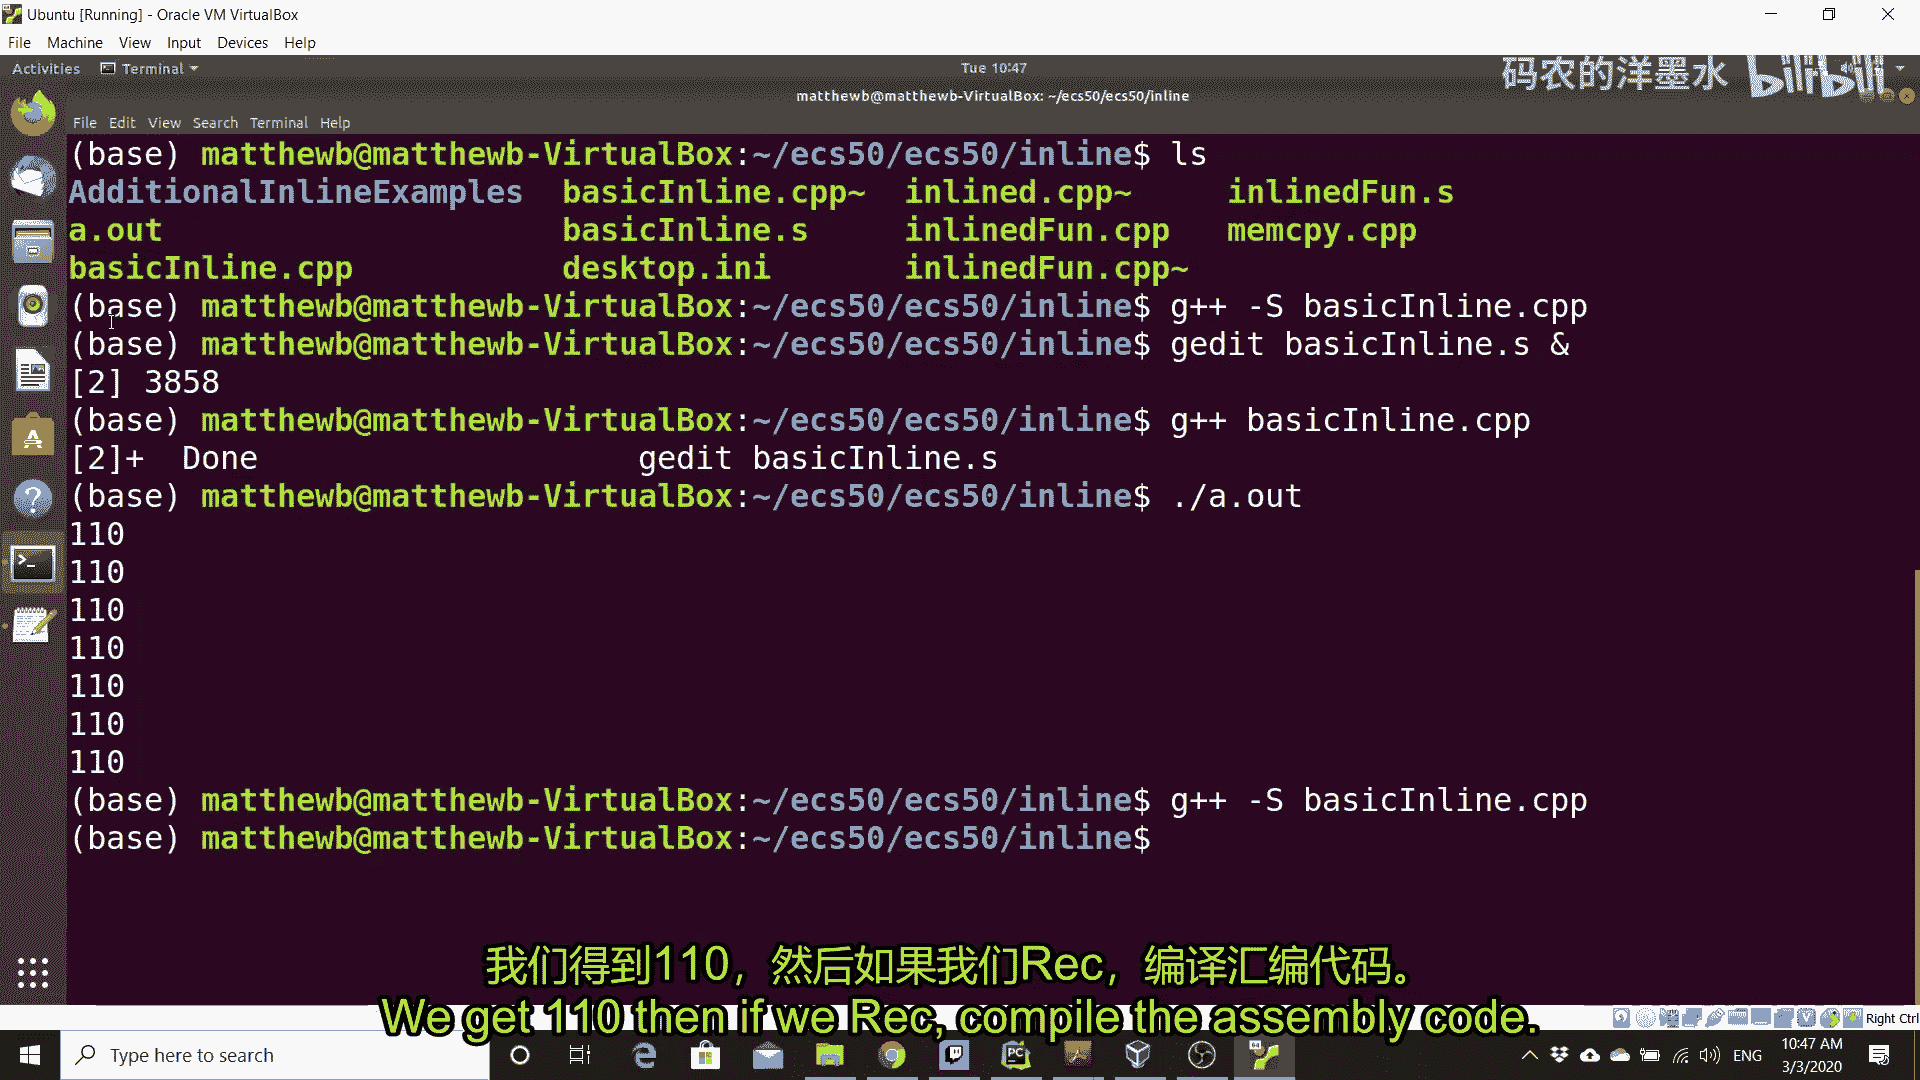 Ubuntu [Running] - Oracle VM VirtualBox
File Machine View Input Devices Help
Activities Terminal Tue 10:47
码农的洋墨水 bilibili
matthewb@matthewb-VirtualBox: ~/ecs50/ecs50/inline
File Edit View Search Terminal Help
(base) matthewb@matthewb-VirtualBox:~/ecs50/ecs50/inline$ ls
AdditionalInlineExamples basicInline.cpp~ inlined.cpp~ inlinedFun.s
a.out basicInline.s inlinedFun.cpp memcpy.cpp
basicInline.cpp desktop.ini inlinedFun.cpp~
(base) matthewb@matthewb-VirtualBox:~/ecs50/ecs50/inline$ g++ -S basicInline.cpp
(base) matthewb@matthewb-VirtualBox:~/ecs50/ecs50/inline$ gedit basicInline.s &
[2] 3858
(base) matthewb@matthewb-VirtualBox:~/ecs50/ecs50/inline$ g++ basicInline.cpp
[2]+ Done gedit basicInline.s
(base) matthewb@matthewb-VirtualBox:~/ecs50/ecs50/inline$ ./a.out
110
110
110
110
110
110
110
(base) matthewb@matthewb-VirtualBox:~/ecs50/ecs50/inline$ g++ -S basicInline.cpp
(base) matthewb@matthewb-VirtualBox:~/ecs50/ecs50/inline$
我们得到110，然后如果我们Rec，编译汇编代码。
We get 110 then if we Rec, compile the assembly code.
Right Ctrl
Type here to search
ENG
10:47 AM
3/3/2020